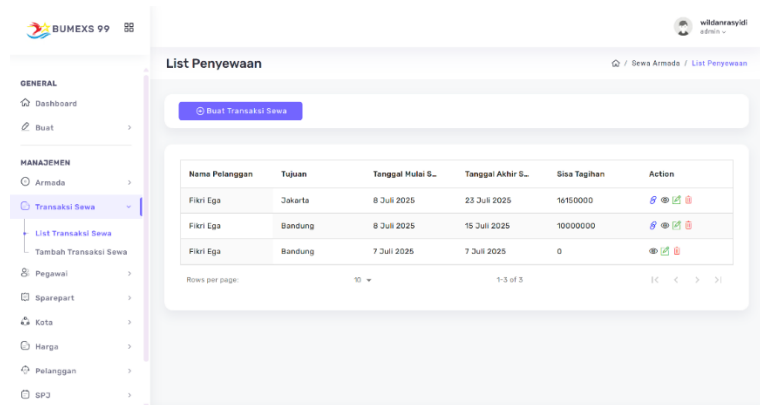 BUMEXS 99
wildanrasyidi
admin
List Penyewaan
/ Sewa Armada / List Penyewaan
GENERAL
Dashboard
Buat
MANAJEMEN
Armada
Transaksi Sewa
List Transaksi Sewa
Tambah Transaksi Sewa
Pegawai
Sparepart
Kota
Harga
Pelanggan
SPJ
Buat Transaksi Sewa
Nama Pelanggan Tujuan Tanggal Mulai S... Tanggal Akhir S... Sisa Tagihan Action
Fikri Ega Jakarta 8 Juli 2025 23 Juli 2025 16150000
Fikri Ega Bandung 8 Juli 2025 15 Juli 2025 10000000
Fikri Ega Bandung 7 Juli 2025 7 Juli 2025 0
Rows per page: 10 1-3 of 3